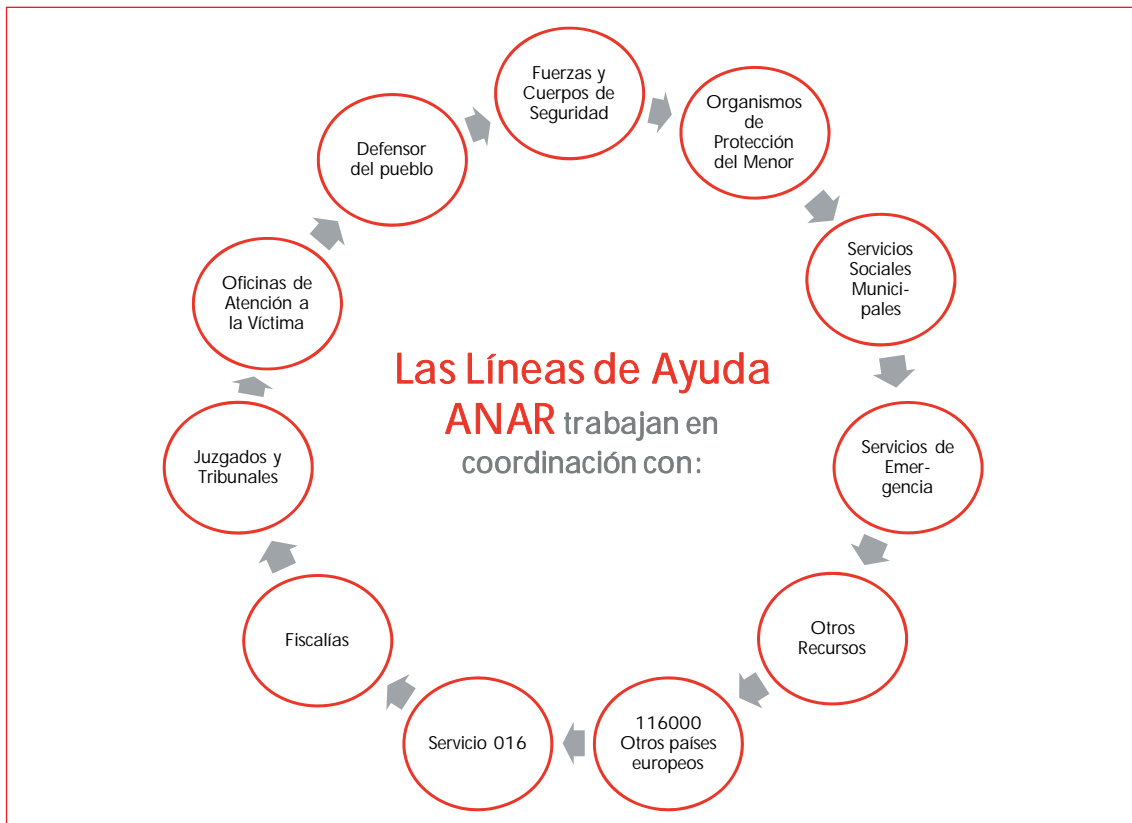 Fuerzas y
Cuerpos de
Seguridad
Organismos
de
Protección
del Menor
Servicios
Sociales
Munici-
pales
Servicios de
Emer-
gencia
Otros
Recursos
116000
Otros países
europeos
Servicio 016
Fiscalías
Juzgados y
Tribunales
Oficinas de
Atención a
la Víctima
Defensor
del pueblo
Las Líneas de Ayuda
ANAR trabajan en
coordinación con: